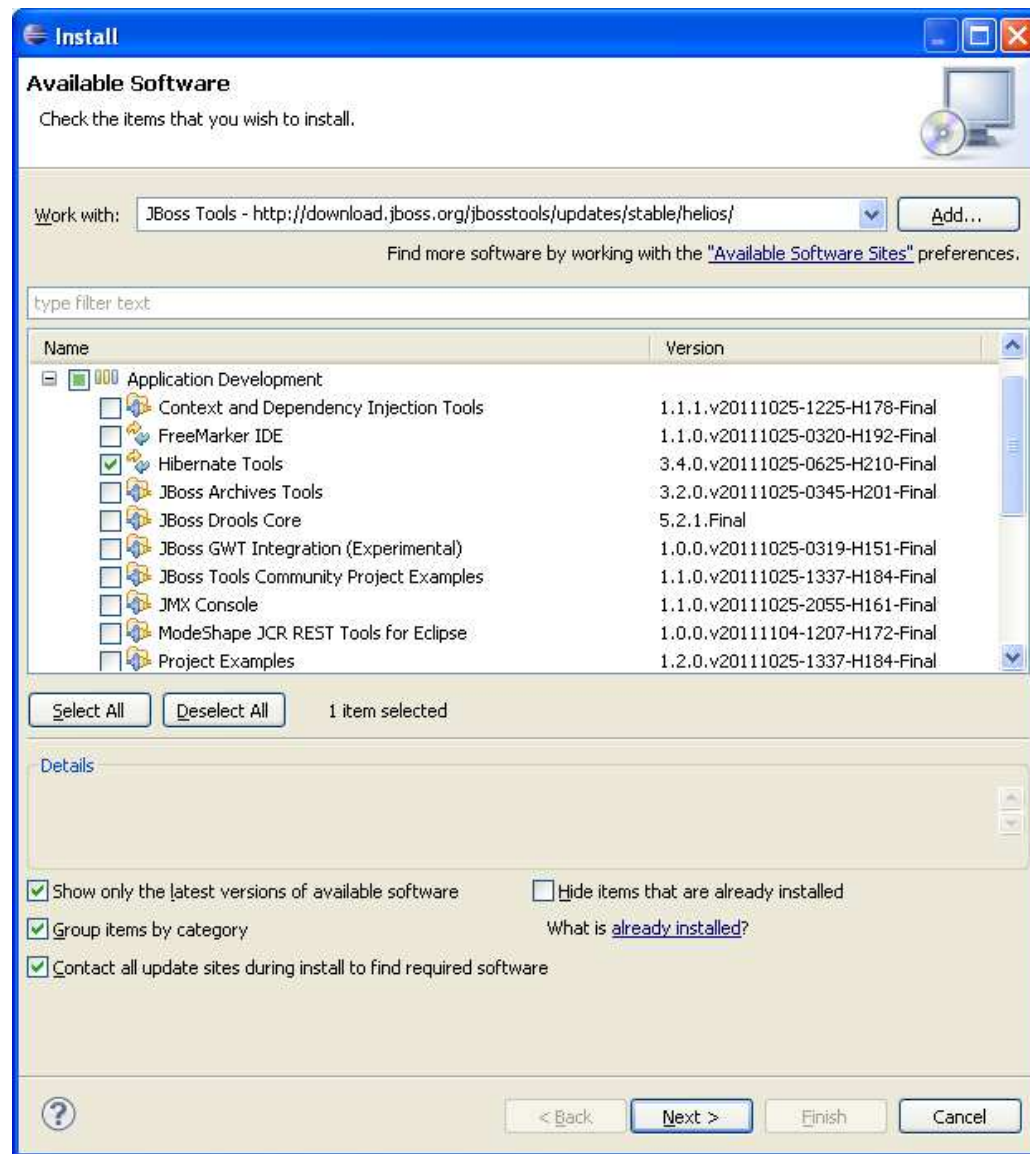 Install
Available Software
Check the items that you wish to install.
Work with: JBoss Tools - http://download.jboss.org/jbosstools/updates/stable/helios/ Add...
Find more software by working with the "Available Software Sites" preferences.
type filter text
Name Version
Application Development
Context and Dependency Injection Tools 1.1.1.v20111025-1225-H178-Final
FreeMarker IDE 1.1.0.v20111025-0320-H192-Final
Hibernate Tools 3.4.0.v20111025-0625-H210-Final
JBoss Archives Tools 3.2.0.v20111025-0345-H201-Final
JBoss Drools Core 5.2.1.Final
JBoss GWT Integration (Experimental) 1.0.0.v20111025-0319-H151-Final
JBoss Tools Community Project Examples 1.1.0.v20111025-1337-H184-Final
JMX Console 1.1.0.v20111025-2055-H161-Final
ModeShape JCR REST Tools for Eclipse 1.0.0.v20111104-1207-H172-Final
Project Examples 1.2.0.v20111025-1337-H184-Final
Select All Deselect All 1 item selected
Details
Show only the latest versions of available software Hide items that are already installed
Group items by category What is already installed?
Contact all update sites during install to find required software
? < Back Next > Finish Cancel